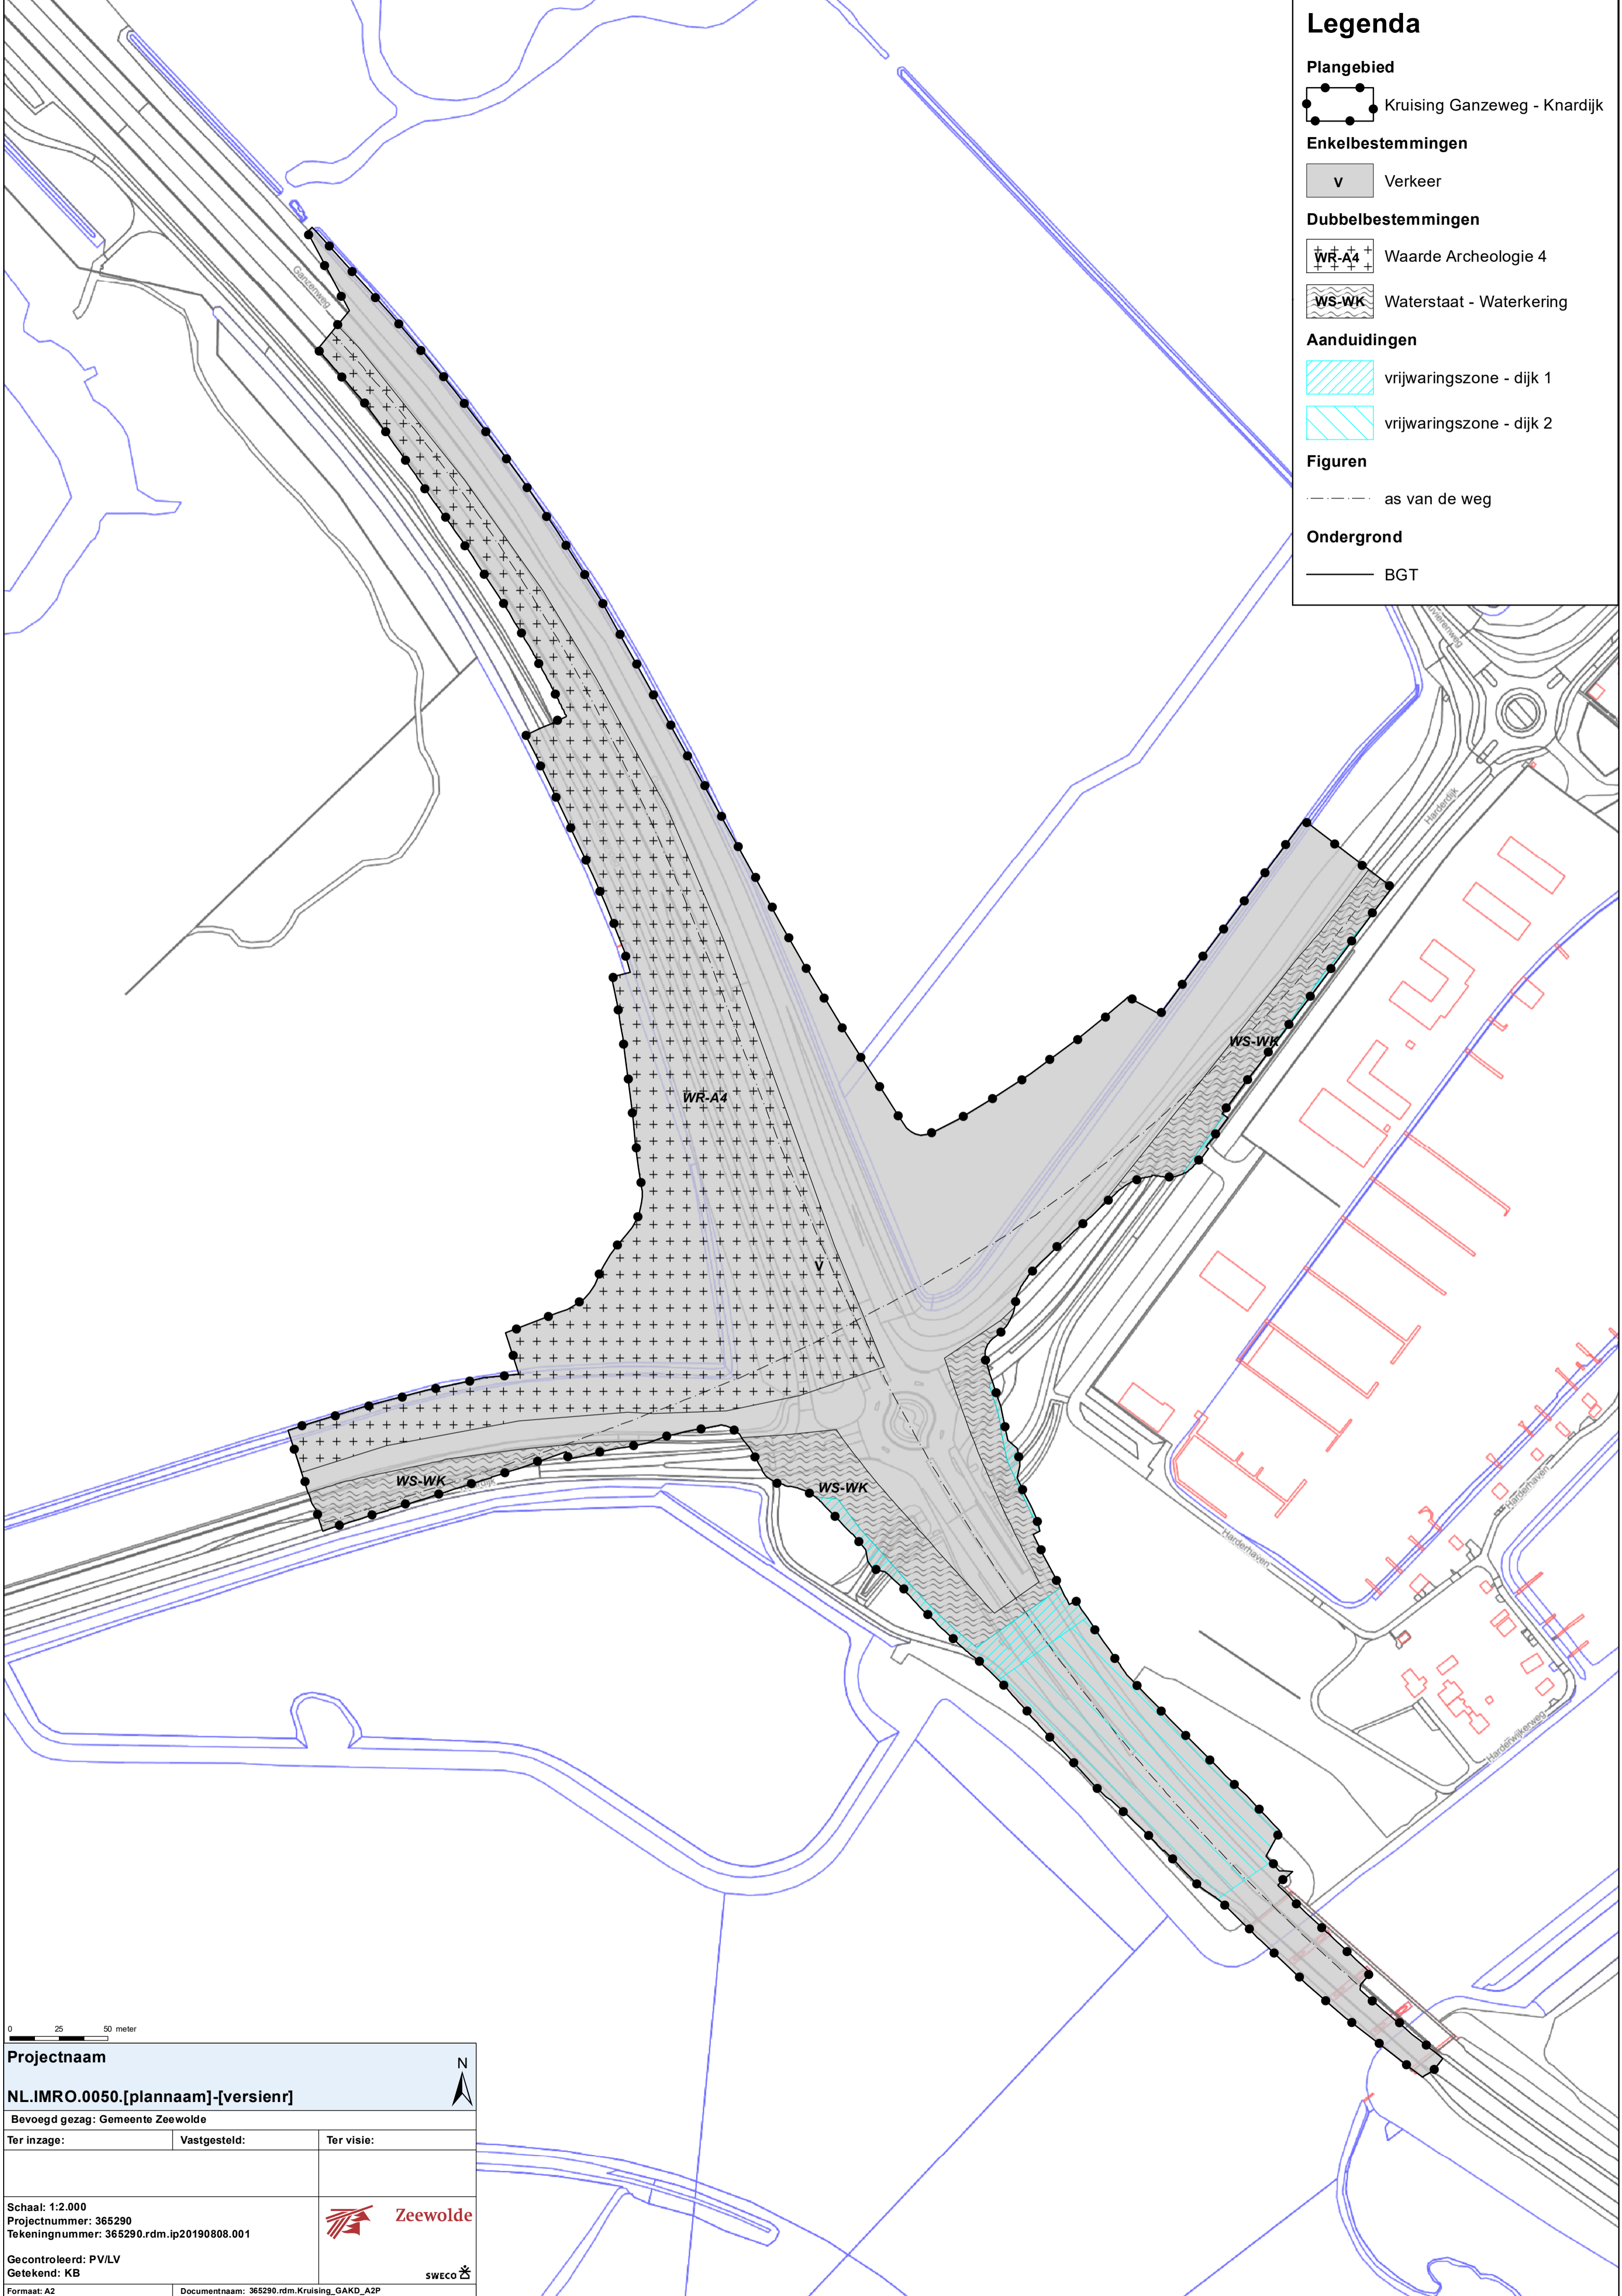 Legenda
Plangebied
Kruising Ganzeweg - Knardijk
Enkelbestemmingen
V
Verkeer
Dubbelbestemmingen
WR-A4
Waarde Archeologie 4
WS-WK
Waterstaat - Waterkering
Aanduidingen
vrijwaringszone - dijk 1
vrijwaringszone - dijk 2
Figuren
as van de weg
Ondergrond
BGT
Ganzenweg
Harderdijk
WS-WK
WR-A4
V
WS-WK
WS-WK
Harderhaven
Harderhaven
Harderwijkerweg
0 25 50 meter
Projectnaam
N
NL.IMRO.0050.[plannaam]-[versienr]
Bevoegd gezag: Gemeente Zeewolde
Ter inzage:
Vastgesteld:
Ter visie:
Schaal: 1:2.000
Projectnummer: 365290
Tekeningnummer: 365290.rdm.ip20190808.001
Gecontroleerd: PV/LV
Getekend: KB
Zeewolde
SWECO
Formaat: A2
Documentnaam: 365290.rdm.Kruising_GAKD_A2P